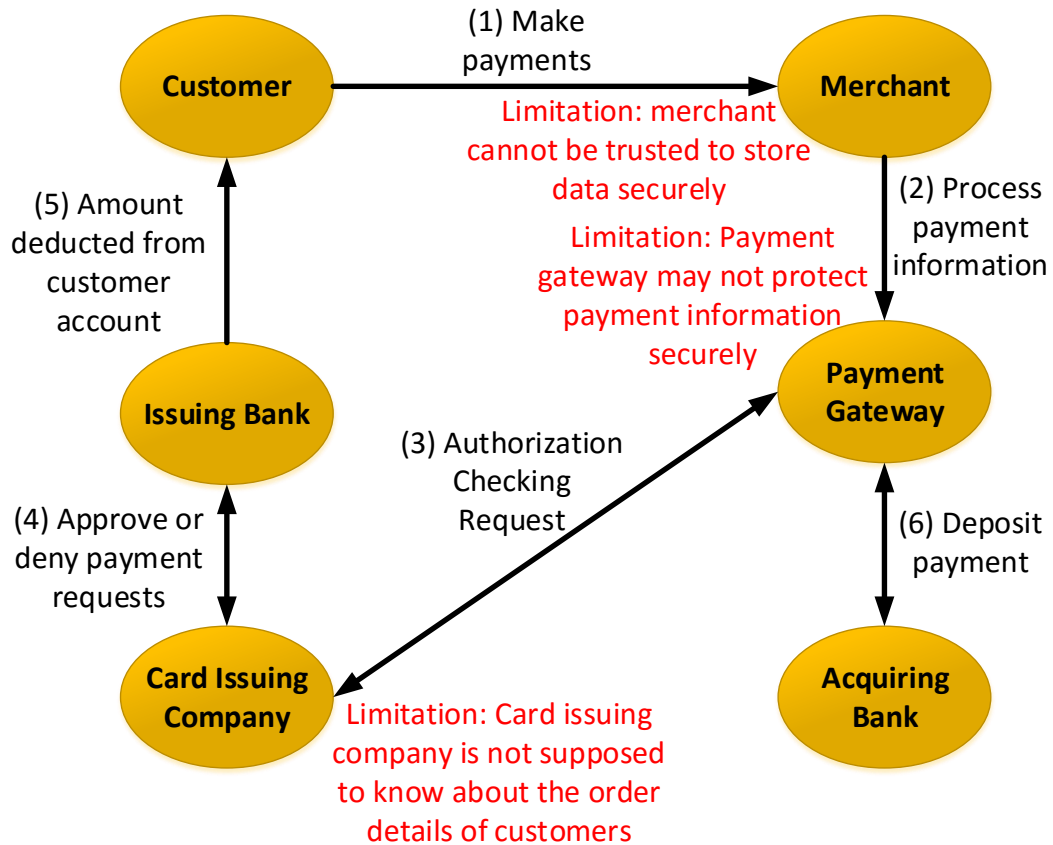 (1) Make
payments
Customer
Merchant
Limitation: merchant
cannot be trusted to store
data securely
(2) Process
payment
information
(5) Amount
deducted from
customer
account
Limitation: Payment
gateway may not protect
payment information
securely
Payment
Gateway
Issuing Bank
(3) Authorization
Checking
Request
(4) Approve or
deny payment
requests
(6) Deposit
payment
Card Issuing
Company
Acquiring
Bank
Limitation: Card issuing
company is not supposed
to know about the order
details of customers